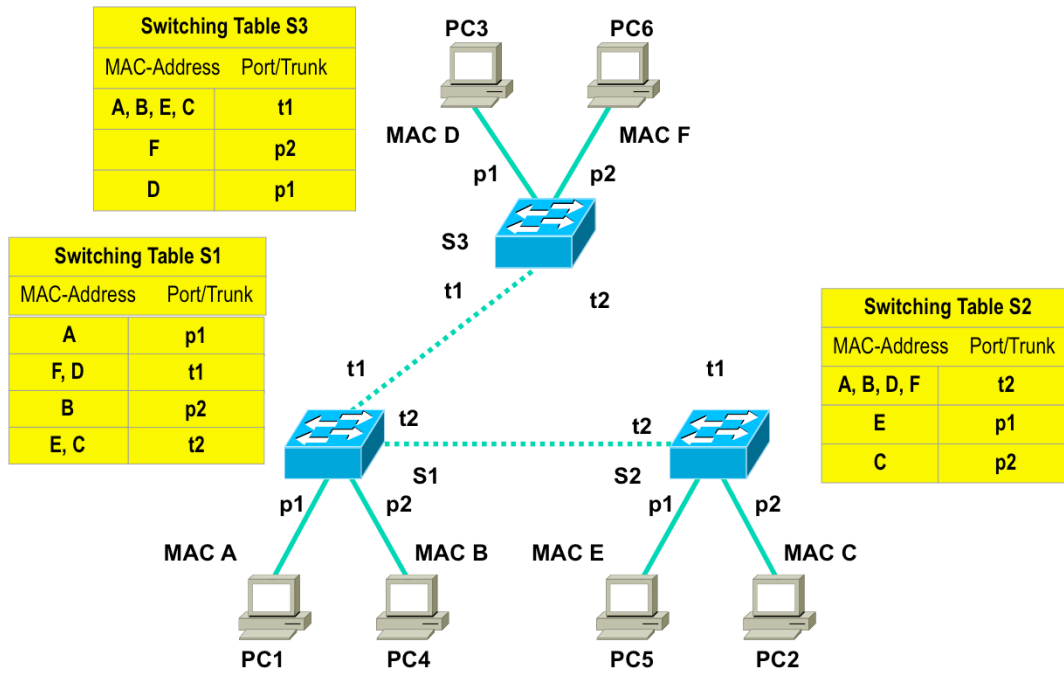 Switching Table S3
MAC-Address Port/Trunk
A, B, E, C t1
F p2
D p1
PC3 PC6
MAC D MAC F
p1 p2
S3
t1 t2
Switching Table S1
MAC-Address Port/Trunk
A p1
F, D t1
B p2
E, C t2
Switching Table S2
MAC-Address Port/Trunk
A, B, D, F t2
E p1
C p2
t1 t1
t2 t2
S1 S2
p1 p2 p1 p2
MAC A MAC B MAC E MAC C
PC1 PC4 PC5 PC2